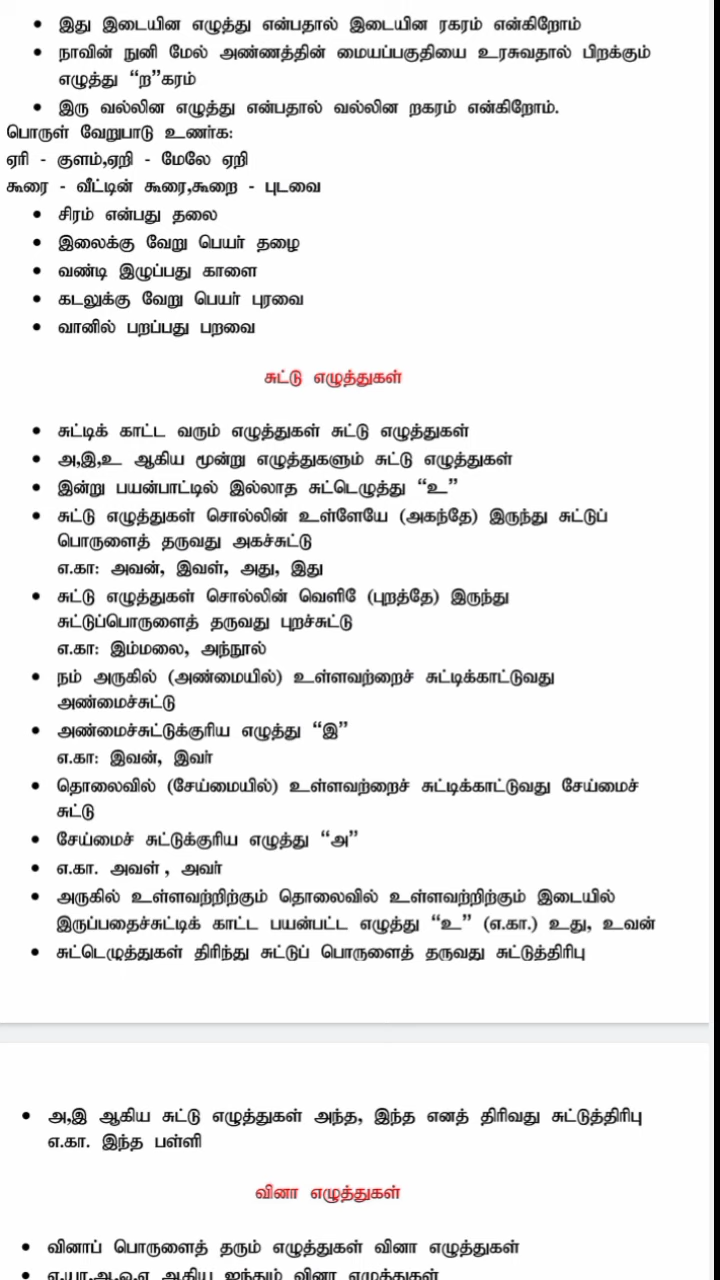 • இது இடையின எழுத்து என்பதால் இடையின ரகரம் என்கிறோம்
• நாவின் நுனி மேல் அண்ணத்தின் மையப்பகுதியை உரசுவதால் பிறக்கும்
எழுத்து “ற”கரம்
• இரு வல்லின எழுத்து என்பதால் வல்லின றகரம் என்கிறோம்.
பொருள் வேறுபாடு உணர்க:
ஏரி - குளம்,ஏறி - மேலே ஏறி
கூரை - வீட்டின் கூரை,கூறை - புடவை
• சிரம் என்பது தலை
• இலைக்கு வேறு பெயர் தழை
• வண்டி இழுப்பது காளை
• கடலுக்கு வேறு பெயர் புரவை
• வானில் பறப்பது பறவை
சுட்டு எழுத்துகள்
• சுட்டிக் காட்ட வரும் எழுத்துகள் சுட்டு எழுத்துகள்
• அ,இ,உ ஆகிய மூன்று எழுத்துகளும் சுட்டு எழுத்துகள்
• இன்று பயன்பாட்டில் இல்லாத சுட்டெழுத்து “உ”
• சுட்டு எழுத்துகள் சொல்லின் உள்ளேயே (அகந்தே) இருந்து சுட்டுப்
பொருளைத் தருவது அகச்சுட்டு
எ.கா: அவன், இவள், அது, இது
• சுட்டு எழுத்துகள் சொல்லின் வெளிே (புறத்தே) இருந்து
சுட்டுப்பொருளைத் தருவது புறச்சுட்டு
எ.கா: இம்மலை, அந்நூல்
• நம் அருகில் (அண்மையில்) உள்ளவற்றைச் சுட்டிக்காட்டுவது
அண்மைச்சுட்டு
• அண்மைச்சுட்டுக்குரிய எழுத்து “இ”
எ.கா: இவன், இவர்
• தொலைவில் (சேய்மையில்) உள்ளவற்றைச் சுட்டிக்காட்டுவது சேய்மைச்
சுட்டு
• சேய்மைச் சுட்டுக்குரிய எழுத்து “அ”
• எ.கா. அவள் , அவர்
• அருகில் உள்ளவற்றிற்கும் தொலைவில் உள்ளவற்றிற்கும் இடையில்
இருப்பதைச்சுட்டிக் காட்ட பயன்பட்ட எழுத்து “உ” (எ.கா.) உது, உவன்
• சுட்டெழுத்துகள் திரிந்து சுட்டுப் பொருளைத் தருவது சுட்டுத்திரிபு
• அ,இ ஆகிய சுட்டு எழுத்துகள் அந்த, இந்த எனத் திரிவது சுட்டுத்திரிபு
எ.கா. இந்த பள்ளி
வினா எழுத்துகள்
• வினாப் பொருளைத் தரும் எழுத்துகள் வினா எழுத்துகள்
• எ,யா,ஆ,ஓ,ஏ ஆகிய ஐந்தும் வினா எழுத்துகள்